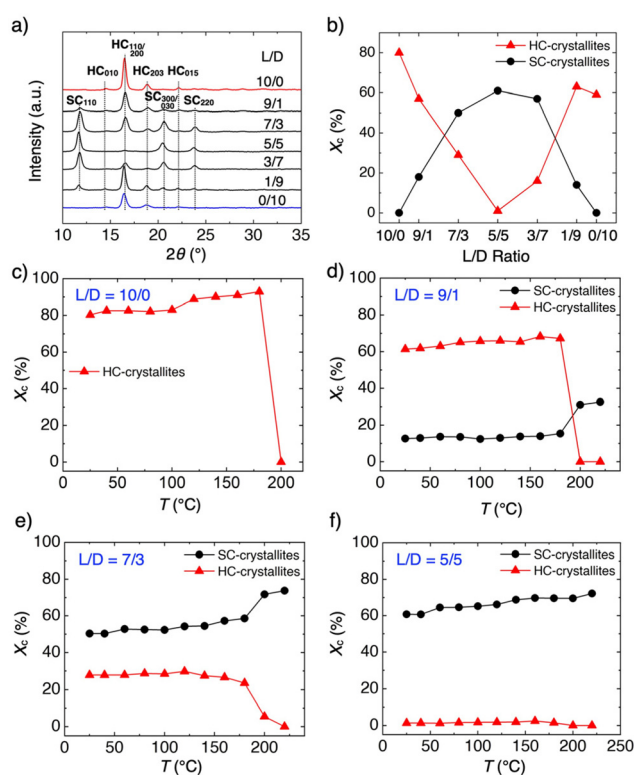 a)
L/D
HC110/200
HC010
HC203
HC015
SC110
SC300/030
SC220
10/0
9/1
7/3
5/5
3/7
1/9
0/10
Intensity (a.u.)
10 15 20 25 30 35
2θ (°)
b)
HC-crystallites
SC-crystallites
80
60
40
20
0
Xc (%)
10/0 9/1 7/3 5/5 3/7 1/9 0/10
L/D Ratio
c)
L/D = 10/0
HC-crystallites
100
80
60
40
20
0
Xc (%)
0 50 100 150 200
T (°C)
d)
L/D = 9/1
SC-crystallites
HC-crystallites
100
80
60
40
20
0
Xc (%)
0 50 100 150 200
T (°C)
e)
L/D = 7/3
SC-crystallites
HC-crystallites
100
80
60
40
20
0
Xc (%)
0 50 100 150 200
T (°C)
f)
L/D = 5/5
SC-crystallites
HC-crystallites
100
80
60
40
20
0
Xc (%)
0 50 100 150 200 250
T (°C)